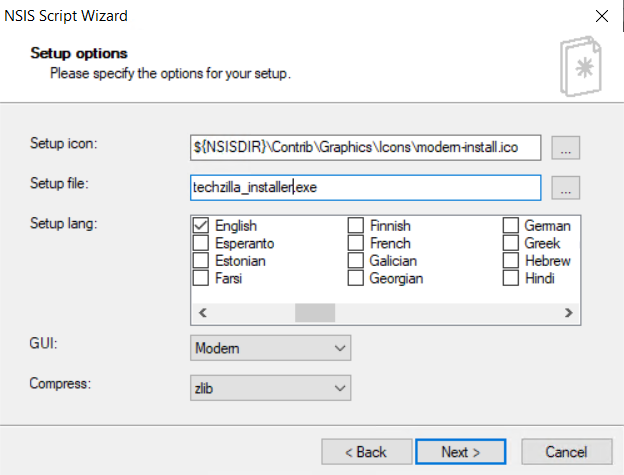 NSIS Script Wizard
Setup options
Please specify the options for your setup.
Setup icon: ${NSISDIR}\Contrib\Graphics\Icons\modern-install.ico ...
Setup file: techzilla_installer.exe ...
Setup lang: English Finnish German
Esperanto French Greek
Estonian Galician Hebrew
Farsi Georgian Hindi
GUI: Modern
Compress: zlib
< Back Next > Cancel